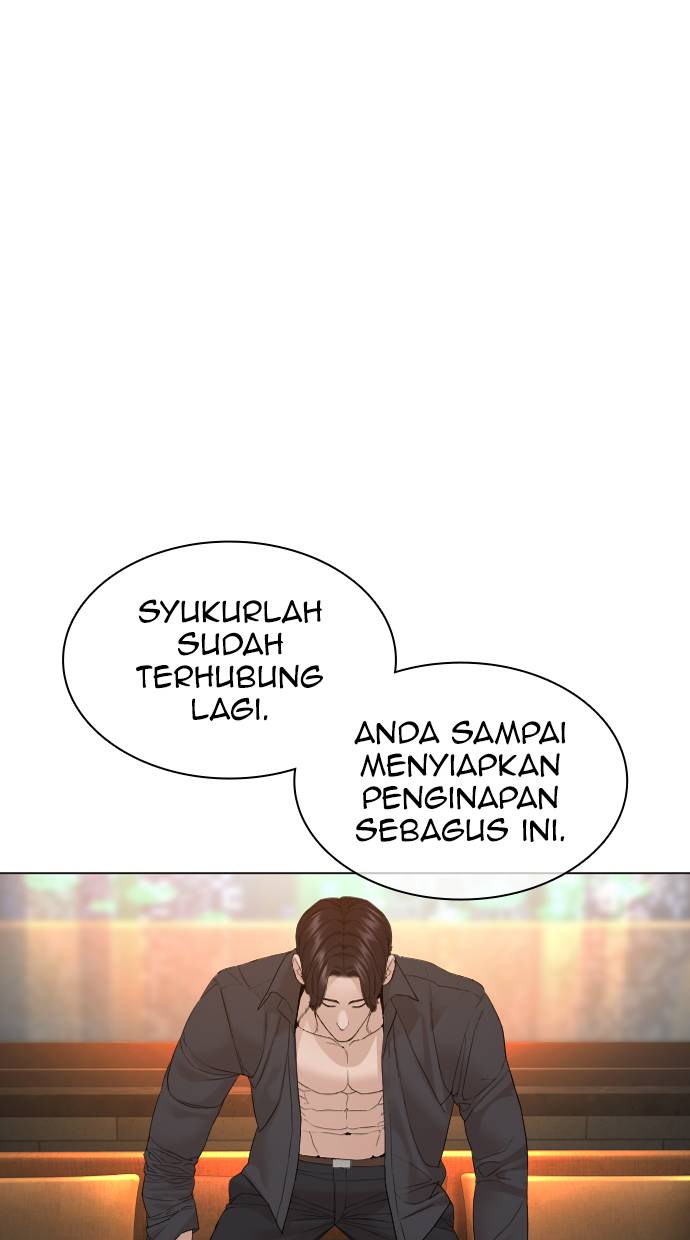 SYUKURLAH
SUDAH
TERHUBUNG
LAGI.
ANDA SAMPAI
MENYIAPKAN
PENGINAPAN
SEBAGUS INI.